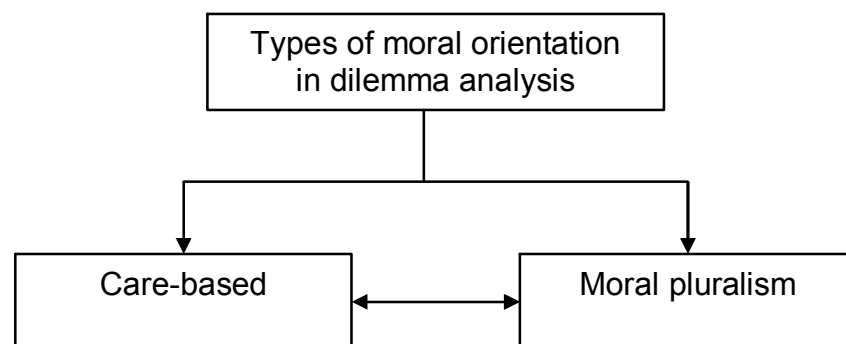 Types of moral orientation
in dilemma analysis
Care-based
Moral pluralism